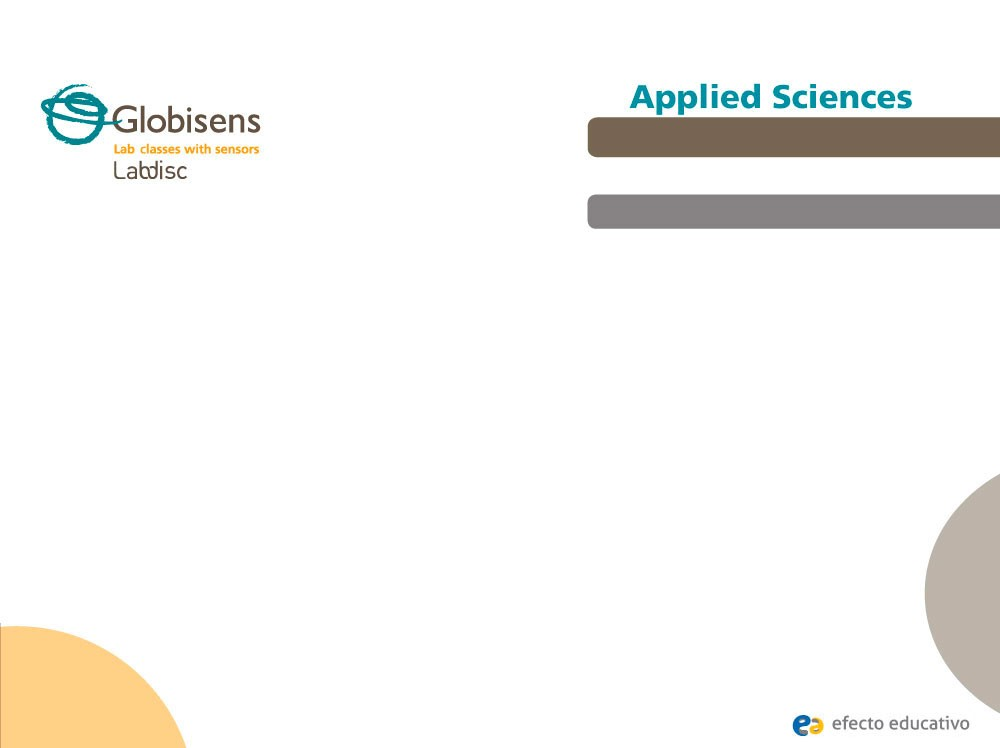 Applied Sciences
Globisens
Lab classes with sensors
Labdisc
efecto educativo